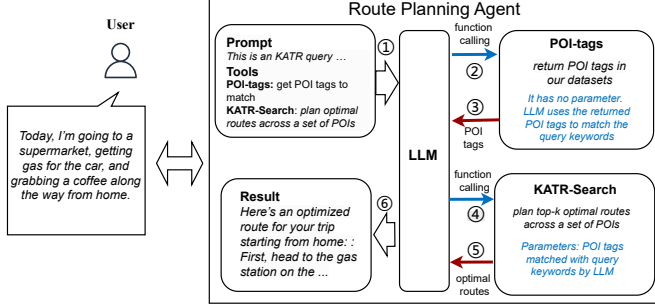 Route Planning Agent
User
Today, I'm going to a
supermarket, getting
gas for the car, and
grabbing a coffee along
the way from home.
Prompt
This is an KATR query ...
Tools
POI-tags: get POI tags to
match
KATR-Search: plan optimal
routes across a set of POIs
①
LLM
function
calling
②
③
POI
tags
POI-tags
return POI tags in
our datasets
It has no parameter.
LLM uses the returned
POI tags to match the
query keywords
function
calling
④
⑤
optimal
routes
KATR-Search
plan top-k optimal routes
across a set of POIs
Parameters: POI tags
matched with query
keywords by LLM
⑥
Result
Here's an optimized
route for your trip
starting from home: :
First, head to the gas
station on the ...